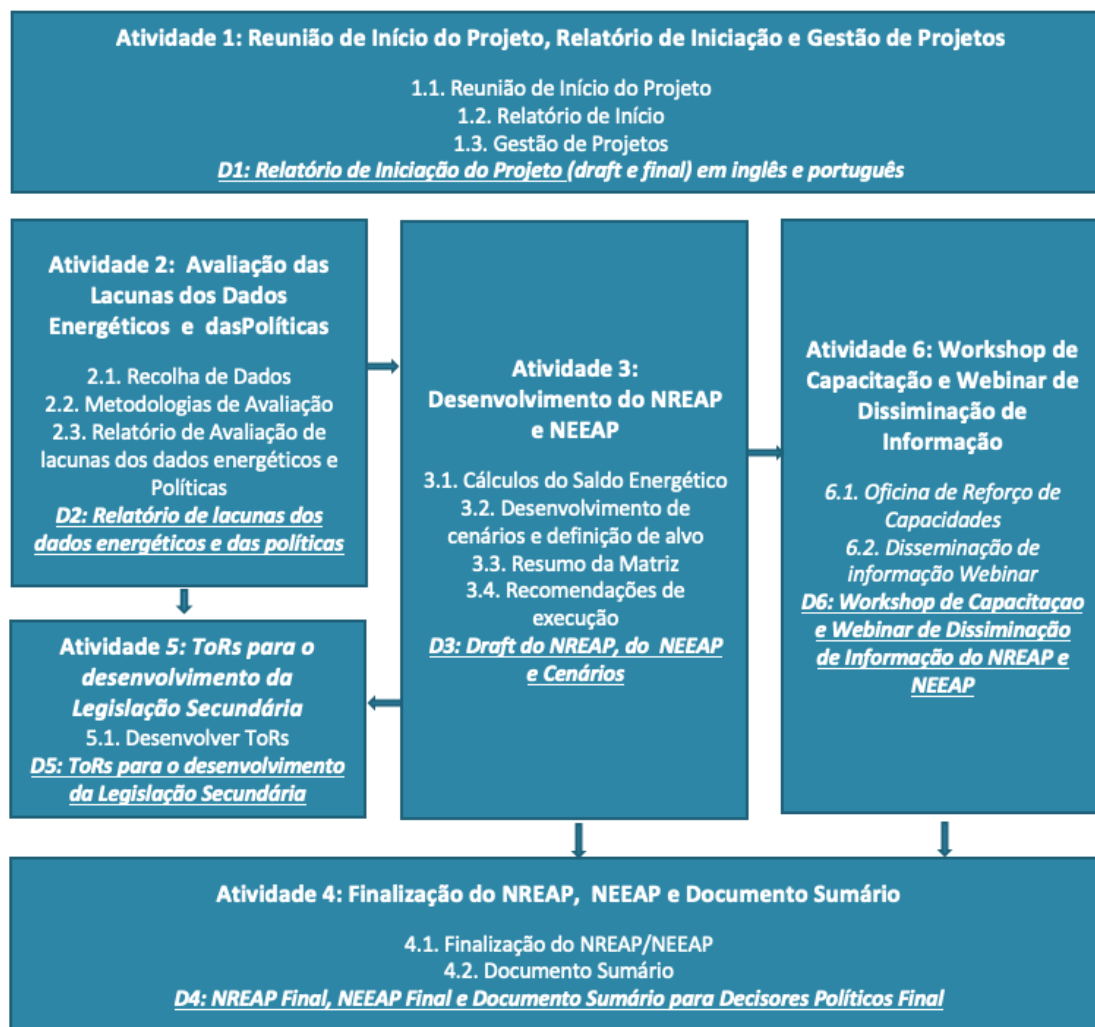 Atividade 1: Reunião de Início do Projeto, Relatório de Iniciação e Gestão de Projetos
1.1. Reunião de Início do Projeto
1.2. Relatório de Início
1.3. Gestão de Projetos
D1: Relatório de Iniciação do Projeto (draft e final) em inglês e português
Atividade 2: Avaliação das
Lacunas dos Dados
Energéticos e dasPolíticas
2.1. Recolha de Dados
2.2. Metodologias de Avaliação
2.3. Relatório de Avaliação de
lacunas dos dados energéticos e
Políticas
D2: Relatório de lacunas dos
dados energéticos e das políticas
Atividade 5: ToRs para o
desenvolvimento da
Legislação Secundária
5.1. Desenvolver ToRs
D5: ToRs para o desenvolvimento
da Legislação Secundária
Atividade 3:
Desenvolvimento do NREAP
e NEEAP
3.1. Cálculos do Saldo Energético
3.2. Desenvolvimento de
cenários e definição de alvo
3.3. Resumo da Matriz
3.4. Recomendações de
execução
D3: Draft do NREAP, do NEEAP
e Cenários
Atividade 6: Workshop de
Capacitação e Webinar de
Dissiminação de
Informação
6.1. Oficina de Reforço de
Capacidades
6.2. Disseminação de
informação Webinar
D6: Workshop de Capacitaçao
e Webinar de Dissiminação
de Informação do NREAP e
NEEAP
Atividade 4: Finalização do NREAP, NEEAP e Documento Sumário
4.1. Finalização do NREAP/NEEAP
4.2. Documento Sumário
D4: NREAP Final, NEEAP Final e Documento Sumário para Decisores Políticos Final